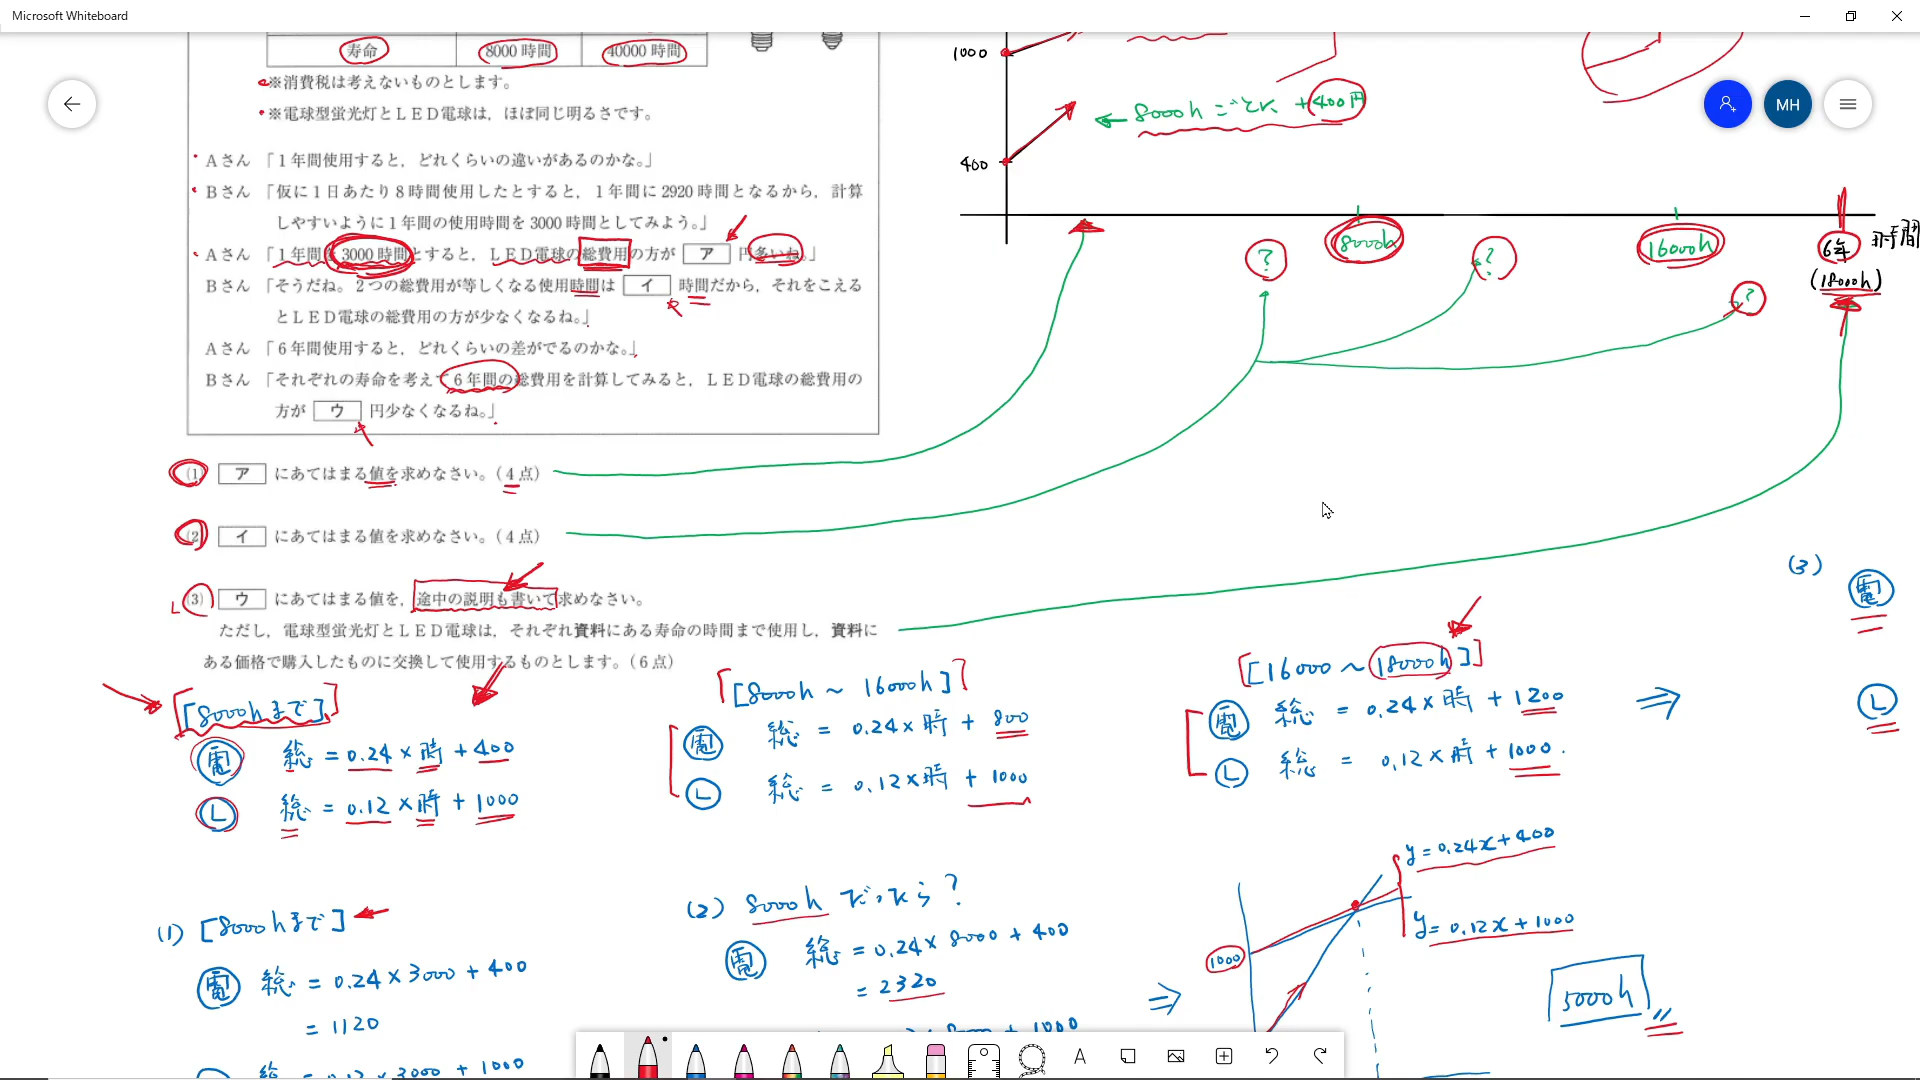 Microsoft Whiteboard
寿命 8000 時間 40000 時間
※消費税は考えないものとします。
※電球型蛍光灯とＬＥＤ電球は，ほぼ同じ明るさです。
Ａさん 「１年間使用すると，どれくらいの違いがあるのかな。」
Ｂさん 「仮に１日あたり８時間使用したとすると，１年間に 2920 時間となるから，計算
しやすいように１年間の使用時間を 3000 時間としてみよう。」
Ａさん 「１年間を 3000 時間とすると，ＬＥＤ電球の総費用の方が ア 円多いね。」
Ｂさん 「そうだね。２つの総費用が等しくなる使用時間は イ 時間だから，それをこえる
とＬＥＤ電球の総費用の方が少なくなるね。」
Ａさん 「６年間使用すると，どれくらいの差がでるのかな。」
Ｂさん 「それぞれの寿命を考えて６年間の総費用を計算してみると，ＬＥＤ電球の総費用の
方が ウ 円少なくなるね。」
(1) ア にあてはまる値を求めなさい。（４点）
(2) イ にあてはまる値を求めなさい。（４点）
(3) ウ にあてはまる値を，途中の説明も書いて求めなさい。
ただし，電球型蛍光灯とＬＥＤ電球は，それぞれ資料にある寿命の時間まで使用し，資料に
ある価格で購入したものに交換して使用するものとします。（６点）
1000
← 8000h ごとに +400円
400
MH
? 8000h ? 16000h 6年 時間
? (18000h)
[8000hまで]
電 総 = 0.24 × 時 + 400
L 総 = 0.12 × 時 + 1000
[8000h ～ 16000h]
電 総 = 0.24 × 時 + 800
L 総 = 0.12 × 時 + 1000
[16000 ～ 18000h]
電 総 = 0.24 × 時 + 1200 ⇒
L 総 = 0.12 × 時 + 1000.
(3)
電
L
(1) [8000hまで]
電 総 = 0.24 × 3000 + 400
= 1120
総 = 0.12 × 3000 + 1000
(2) 8000h だったら？
電 総 = 0.24 × 8000 + 400
= 2320
8000 + 1000
⇒
y = 0.24x + 400
y = 0.12x + 1000
1000
5000h
A